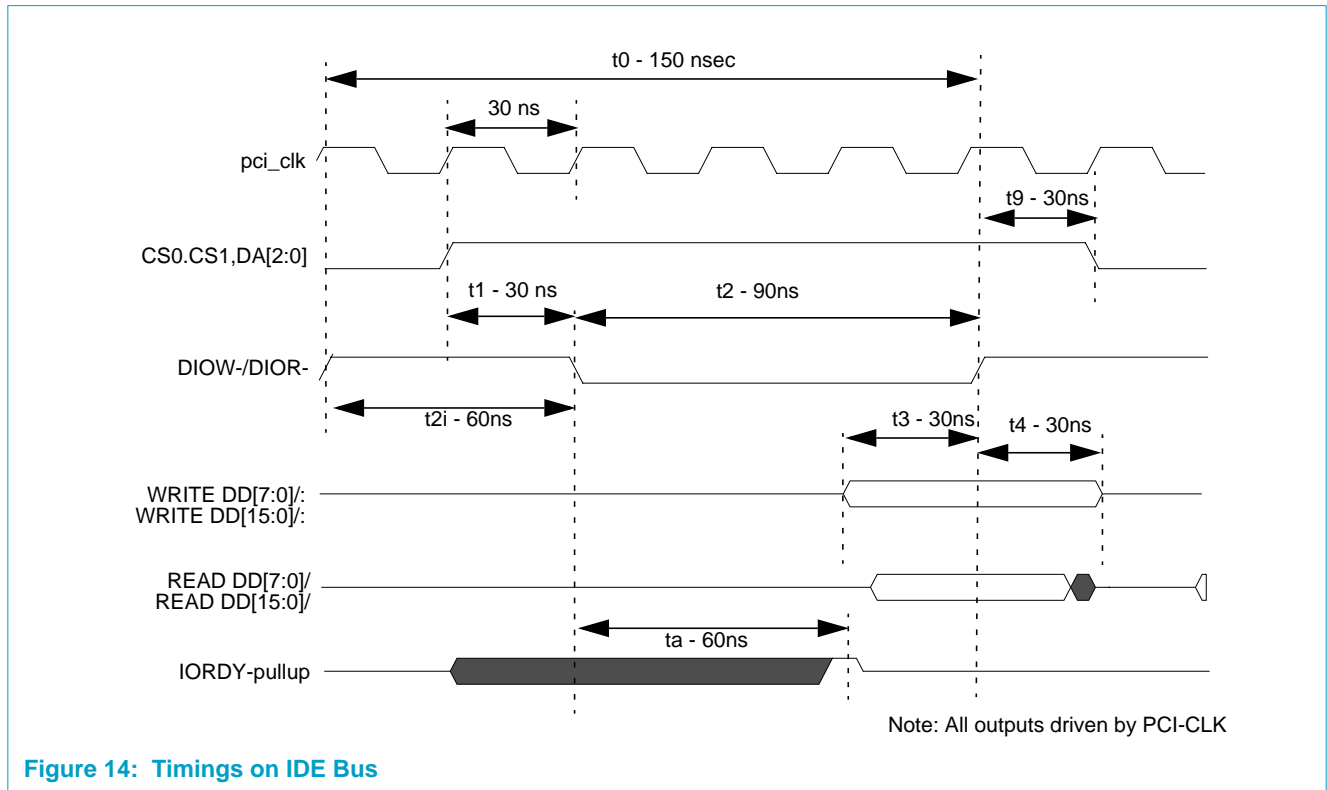 t0 - 150 nsec
30 ns
pci_clk
t9 - 30ns
CS0.CS1,DA[2:0]
t1 - 30 ns
t2 - 90ns
DIOW-/DIOR-
t2i - 60ns
t3 - 30ns
t4 - 30ns
WRITE DD[7:0]/:
WRITE DD[15:0]/:
READ DD[7:0]/
READ DD[15:0]/
ta - 60ns
IORDY-pullup
Note: All outputs driven by PCI-CLK
Figure 14: Timings on IDE Bus